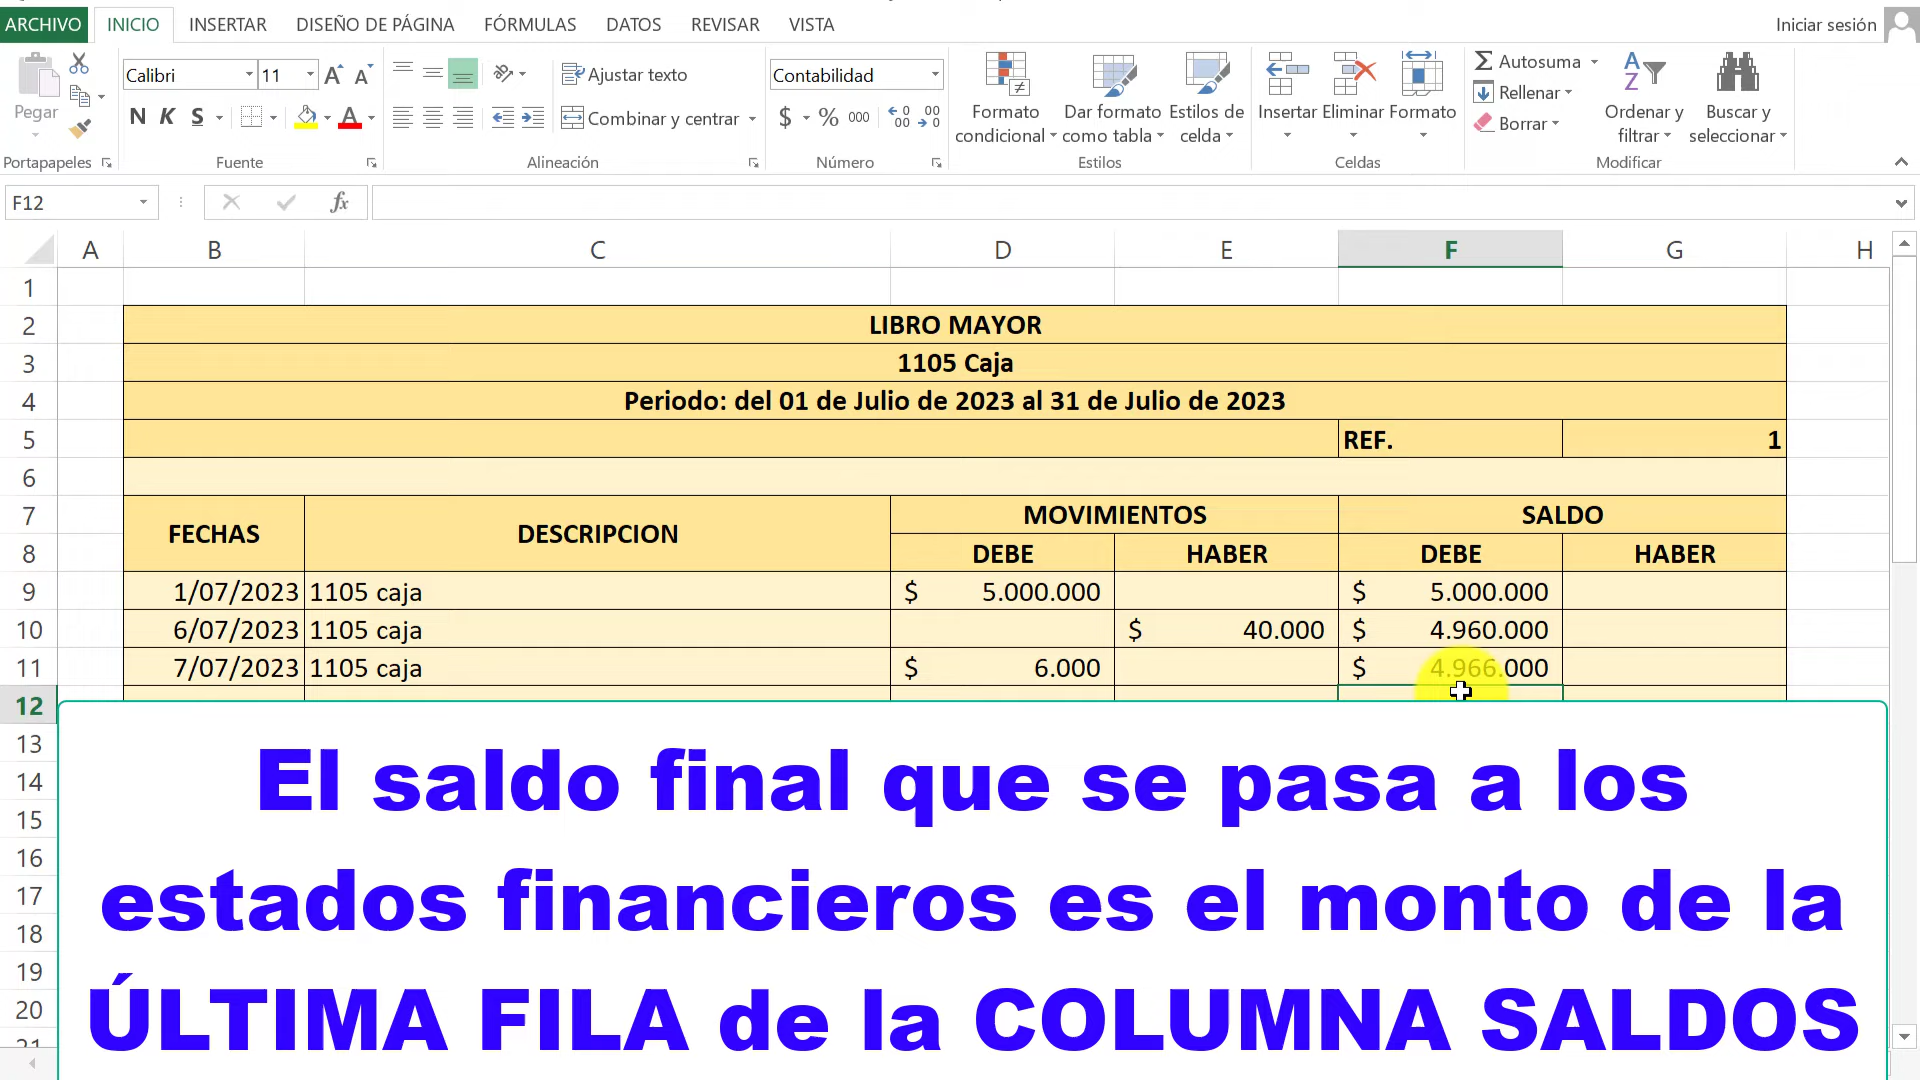 ARCHIVO INICIO INSERTAR DISEÑO DE PÁGINA FÓRMULAS DATOS REVISAR VISTA Iniciar sesión
Calibri 11 Ajustar texto Contabilidad Autosuma
Pegar Rellenar
N K S Combinar y centrar $ % 000 Formato condicional Dar formato como tabla Estilos de celda Insertar Eliminar Formato Borrar Ordenar y filtrar Buscar y seleccionar
Portapapeles Fuente Alineación Número Estilos Celdas Modificar
F12 fx
A B C D E F G H
1
2 LIBRO MAYOR
3 1105 Caja
4 Periodo: del 01 de Julio de 2023 al 31 de Julio de 2023
5 REF. 1
6
7 FECHAS DESCRIPCION MOVIMIENTOS SALDO
8 DEBE HABER DEBE HABER
9 1/07/2023 1105 caja $ 5.000.000 $ 5.000.000
10 6/07/2023 1105 caja $ 40.000 $ 4.960.000
11 7/07/2023 1105 caja $ 6.000 $ 4.966.000
12
13
14
15
16
17
18
19
20
21
El saldo final que se pasa a los
estados financieros es el monto de la
ÚLTIMA FILA de la COLUMNA SALDOS